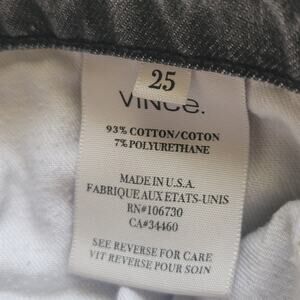 25
VINCE.
93% COTTON/COTON
7% POLYURETHANE
MADE IN U.S.A.
FABRIQUE AUX ETATS-UNIS
RN#106730
CA#34460
SEE REVERSE FOR CARE
VIT REVERSE POUR SOIN